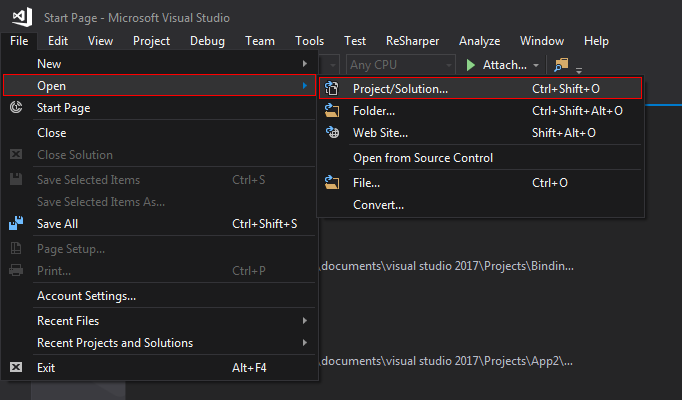 Start Page - Microsoft Visual Studio
File Edit View Project Debug Team Tools Test ReSharper Analyze Window Help
Any CPU Attach...
New
Open
Start Page
Close
Close Solution
Save Selected Items Ctrl+S
Save Selected Items As...
Save All Ctrl+Shift+S
Page Setup...
Print... Ctrl+P
Account Settings...
Recent Files
Recent Projects and Solutions
Exit Alt+F4
Project/Solution... Ctrl+Shift+O
Folder... Ctrl+Shift+Alt+O
Web Site... Shift+Alt+O
Open from Source Control
File... Ctrl+O
Convert...
\documents\visual studio 2017\Projects\Bindin...
\documents\visual studio 2017\Projects\App2\...